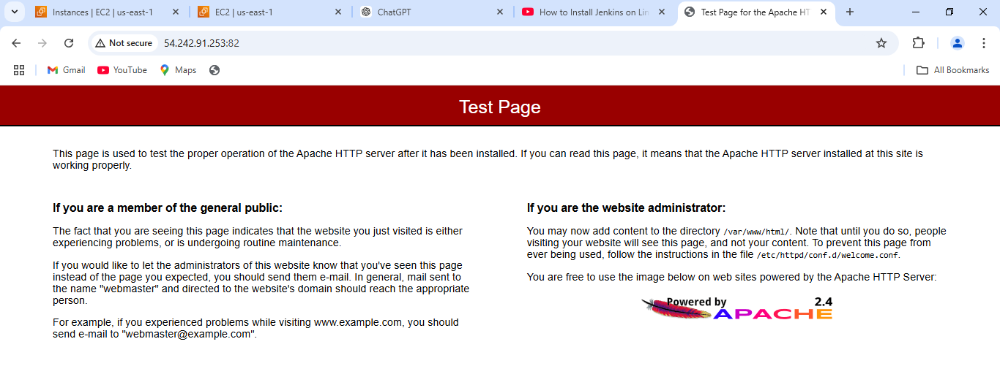 Instances | EC2 | us-east-1
EC2 | us-east-1
ChatGPT
How to Install Jenkins on Lin
Test Page for the Apache HT
Not secure
54.242.91.253:82
Gmail
YouTube
Maps
All Bookmarks
Test Page
This page is used to test the proper operation of the Apache HTTP server after it has been installed. If you can read this page, it means that the Apache HTTP server installed at this site is
working properly.
If you are a member of the general public:
The fact that you are seeing this page indicates that the website you just visited is either
experiencing problems, or is undergoing routine maintenance.
If you would like to let the administrators of this website know that you've seen this page
instead of the page you expected, you should send them e-mail. In general, mail sent to
the name "webmaster" and directed to the website's domain should reach the appropriate
person.
For example, if you experienced problems while visiting www.example.com, you should
send e-mail to "webmaster@example.com".
If you are the website administrator:
You may now add content to the directory /var/www/html/. Note that until you do so, people
visiting your website will see this page, and not your content. To prevent this page from
ever being used, follow the instructions in the file /etc/httpd/conf.d/welcome.conf.
You are free to use the image below on web sites powered by the Apache HTTP Server:
Powered by 2.4
APACHE